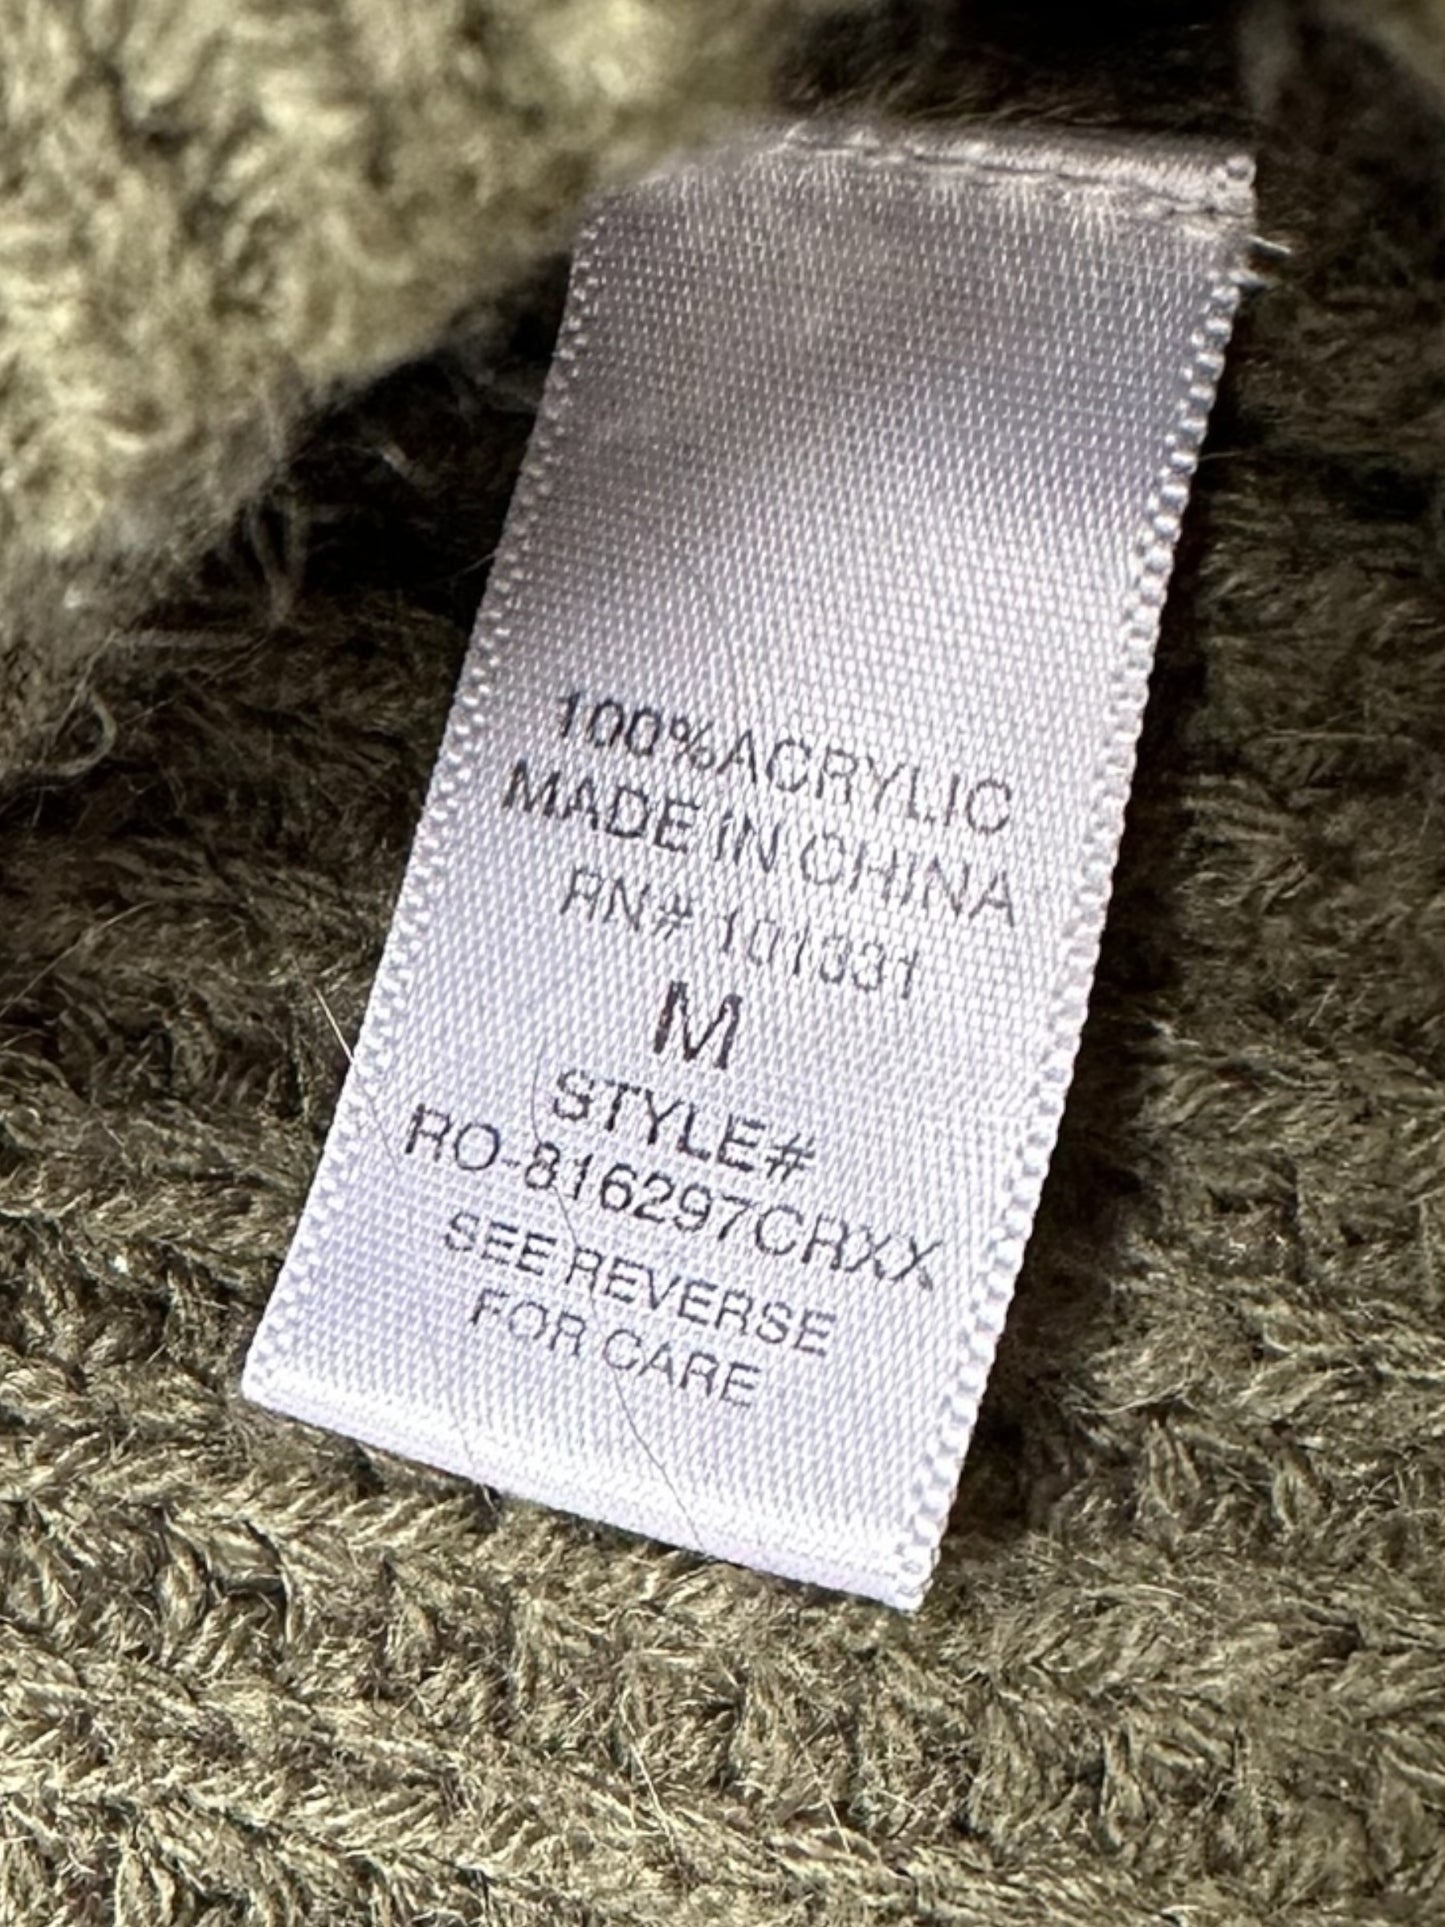 100%ACRYLIC
MADE IN CHINA
RN# 101331
M
STYLE#
RO-816297CRXX
SEE REVERSE
FOR CARE